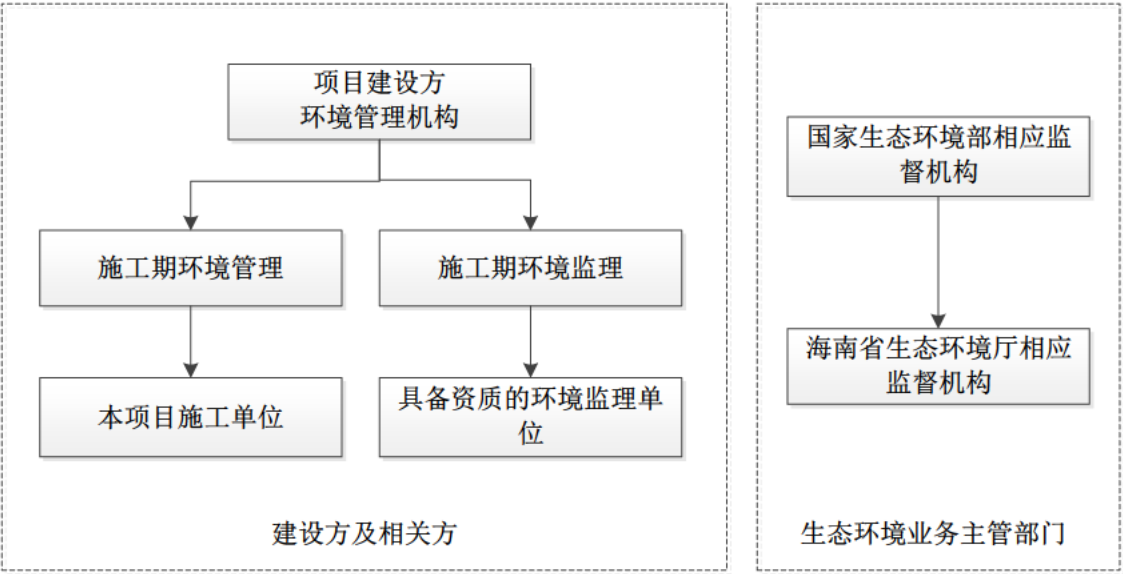 项目建设方
环境管理机构
施工期环境管理
施工期环境监理
本项目施工单位
具备资质的环境监理单
位
建设方及相关方
国家生态环境部相应监
督机构
海南省生态环境厅相应
监督机构
生态环境业务主管部门